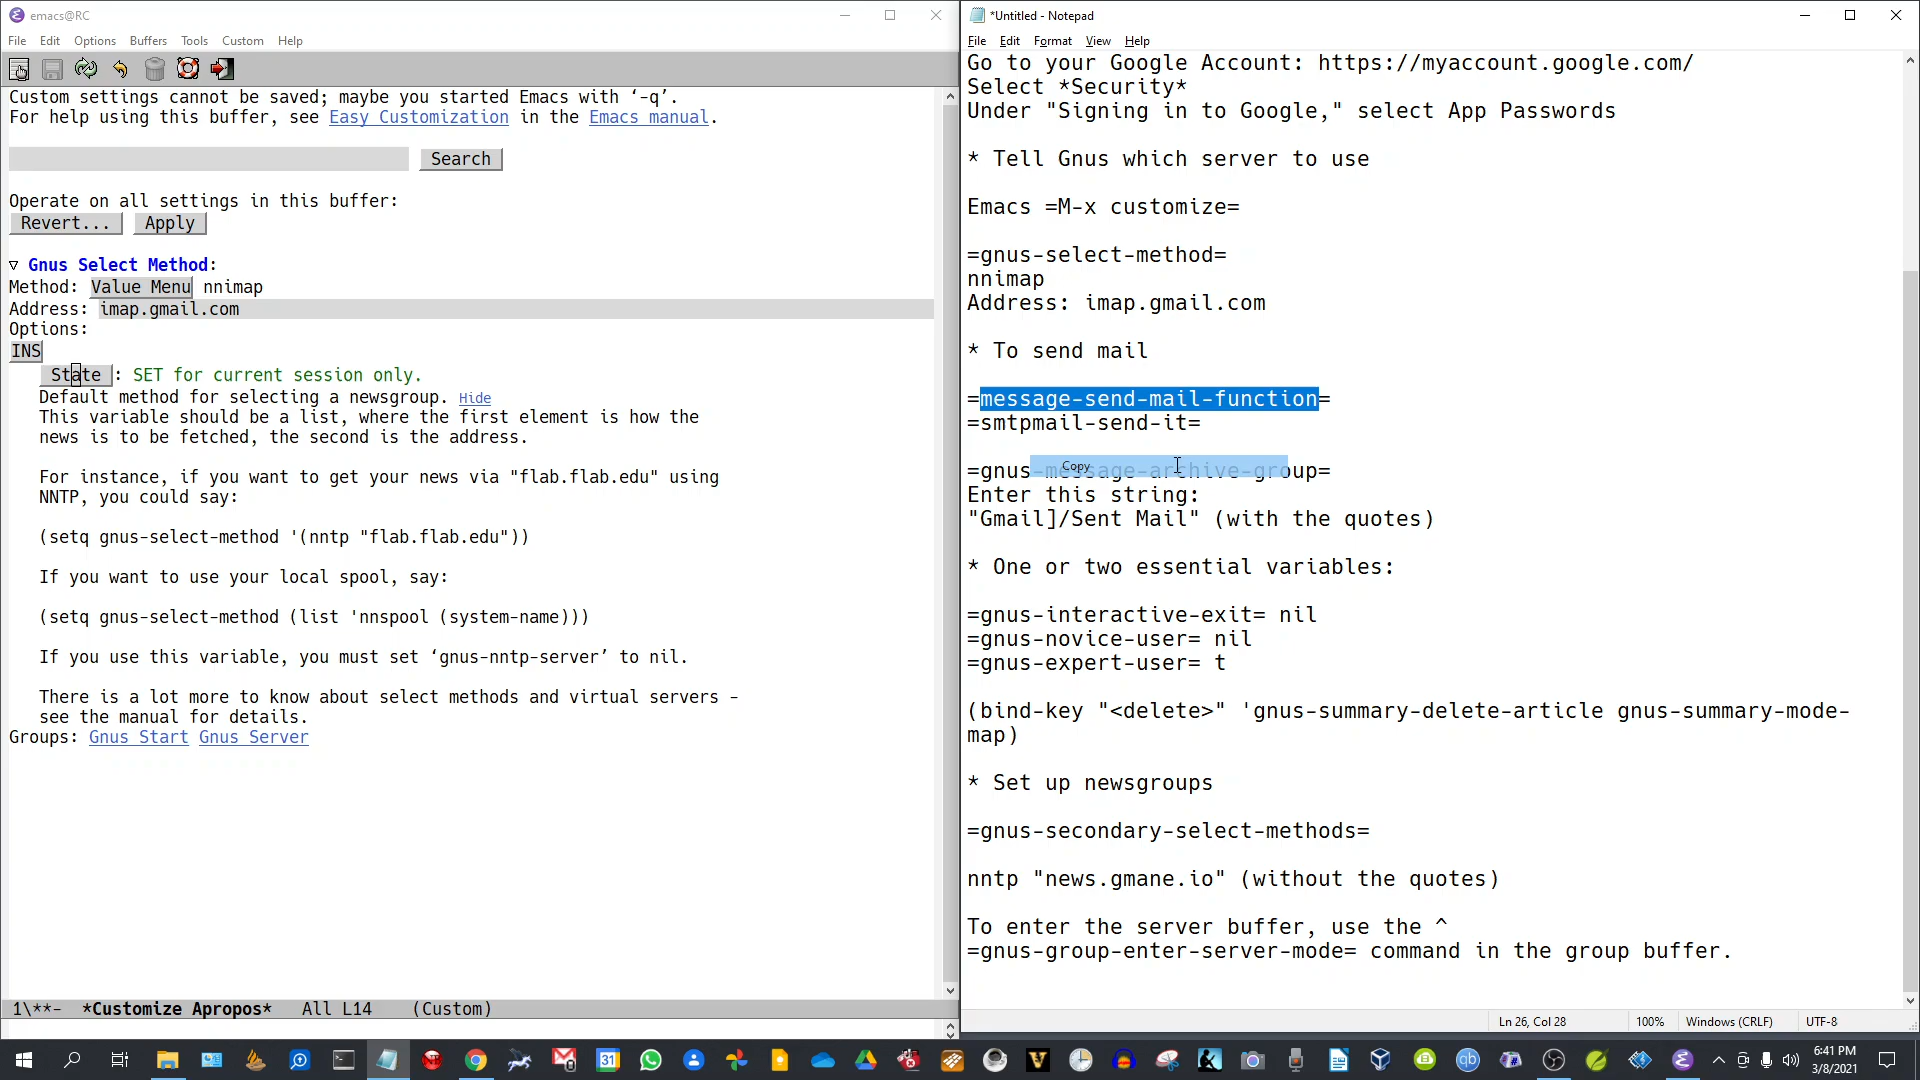 emacs@RC
File Edit Options Buffers Tools Custom Help
Custom settings cannot be saved; maybe you started Emacs with ‘-q’.
For help using this buffer, see Easy Customization in the Emacs manual.
Search
Operate on all settings in this buffer:
Revert... Apply
▽ Gnus Select Method:
Method: Value Menu nnimap
Address: imap.gmail.com
Options:
INS
State : SET for current session only.
Default method for selecting a newsgroup. Hide
This variable should be a list, where the first element is how the
news is to be fetched, the second is the address.
For instance, if you want to get your news via "flab.flab.edu" using
NNTP, you could say:
(setq gnus-select-method '(nntp "flab.flab.edu"))
If you want to use your local spool, say:
(setq gnus-select-method (list 'nnspool (system-name)))
If you use this variable, you must set ‘gnus-nntp-server’ to nil.
There is a lot more to know about select methods and virtual servers -
see the manual for details.
Groups: Gnus Start Gnus Server
1\**- *Customize Apropos* All L14 (Custom)
*Untitled - Notepad
File Edit Format View Help
Go to your Google Account: https://myaccount.google.com/
Select *Security*
Under "Signing in to Google," select App Passwords
* Tell Gnus which server to use
Emacs =M-x customize=
=gnus-select-method=
nnimap
Address: imap.gmail.com
* To send mail
=message-send-mail-function=
=smtpmail-send-it=
=gnus-message-archive-group=
Copy
Enter this string:
"Gmail]/Sent Mail" (with the quotes)
* One or two essential variables:
=gnus-interactive-exit= nil
=gnus-novice-user= nil
=gnus-expert-user= t
(bind-key "<delete>" 'gnus-summary-delete-article gnus-summary-mode-
map)
* Set up newsgroups
=gnus-secondary-select-methods=
nntp "news.gmane.io" (without the quotes)
To enter the server buffer, use the ^
=gnus-group-enter-server-mode= command in the group buffer.
Ln 26, Col 28 100% Windows (CRLF) UTF-8
31
qb
6:41 PM
3/8/2021